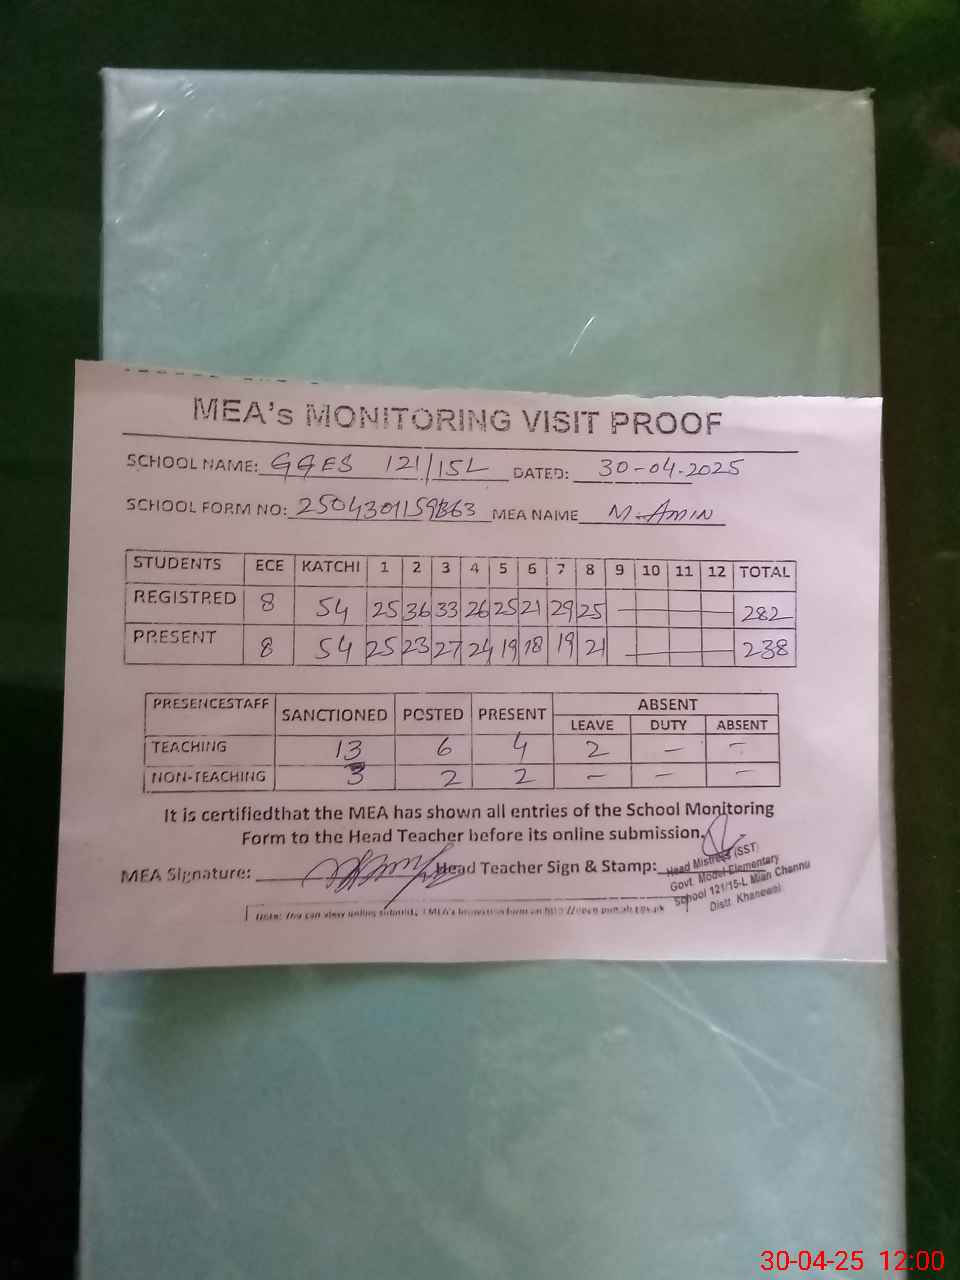 MEA's MONITORING VISIT PROOF
SCHOOL NAME: GGES 121/15L DATED: 30-04-2025
SCHOOL FORM NO: MEA NAME M. AMIN
STUDENTS ECE KATCHI 1 2 3 4 5 6 7 8 9 10 11 12 TOTAL
REGISTRED 8 54 25 36 33 26 25 21 29 25 282
PRESENT 8 54 25 23 27 24 19 18 19 21 238
PRESENCESTAFF SANCTIONED POSTED PRESENT ABSENT
LEAVE DUTY ABSENT
TEACHING 13 6 4 2 - -
NON-TEACHING 3 2 2 - - -
It is certifiedthat the MEA has shown all entries of the School Monitoring
Form to the Head Teacher before its online submission.
MEA Signature: Head Teacher Sign & Stamp:
Head Mistress (SST)
Govt. Model Elementary
School 121/15-L Mian Channu
Distt. Khanewal
Note: You can view online
30-04-25 12:00